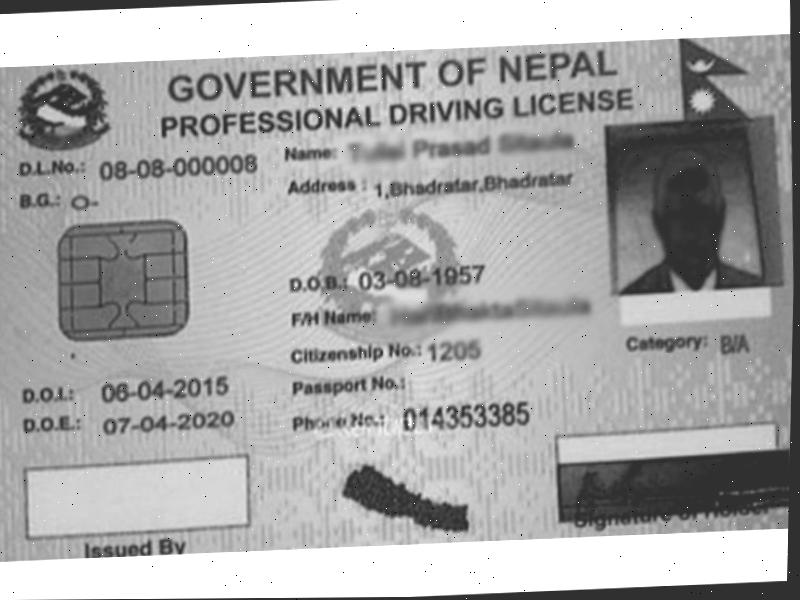 GOVERNMENT OF NEPAL
PROFESSIONAL DRIVING LICENSE
D.L.No.: 08-08-000008
Name: Prasad
B.G.: O-
Address : 1,Bhadratar,Bhadratar
D.O.B.: 03-08-1957
F/H Name:
Citizenship No.: 1205
Category: B/A
D.O.I.: 06-04-2015
Passport No.:
D.O.E.: 07-04-2020
Phone No.: 014353385
Issued By
Signature of Holder